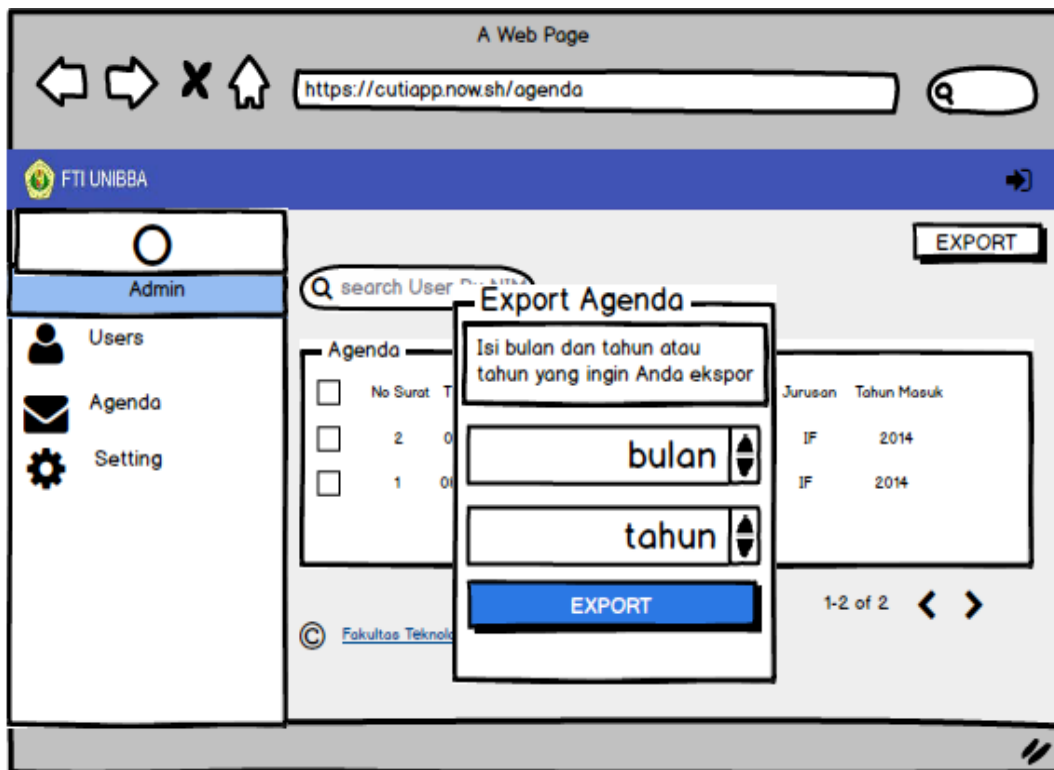 A Web Page
https://cutiapp.now.sh/agenda
FTI UNIBBA
EXPORT
Admin
search User
Users
Agenda
Setting
Agenda
No Surat
Jurusan Tahun Masuk
2 IF 2014
1 IF 2014
Export Agenda
Isi bulan dan tahun atau
tahun yang ingin Anda ekspor
bulan
tahun
EXPORT
1-2 of 2
© Fakultas